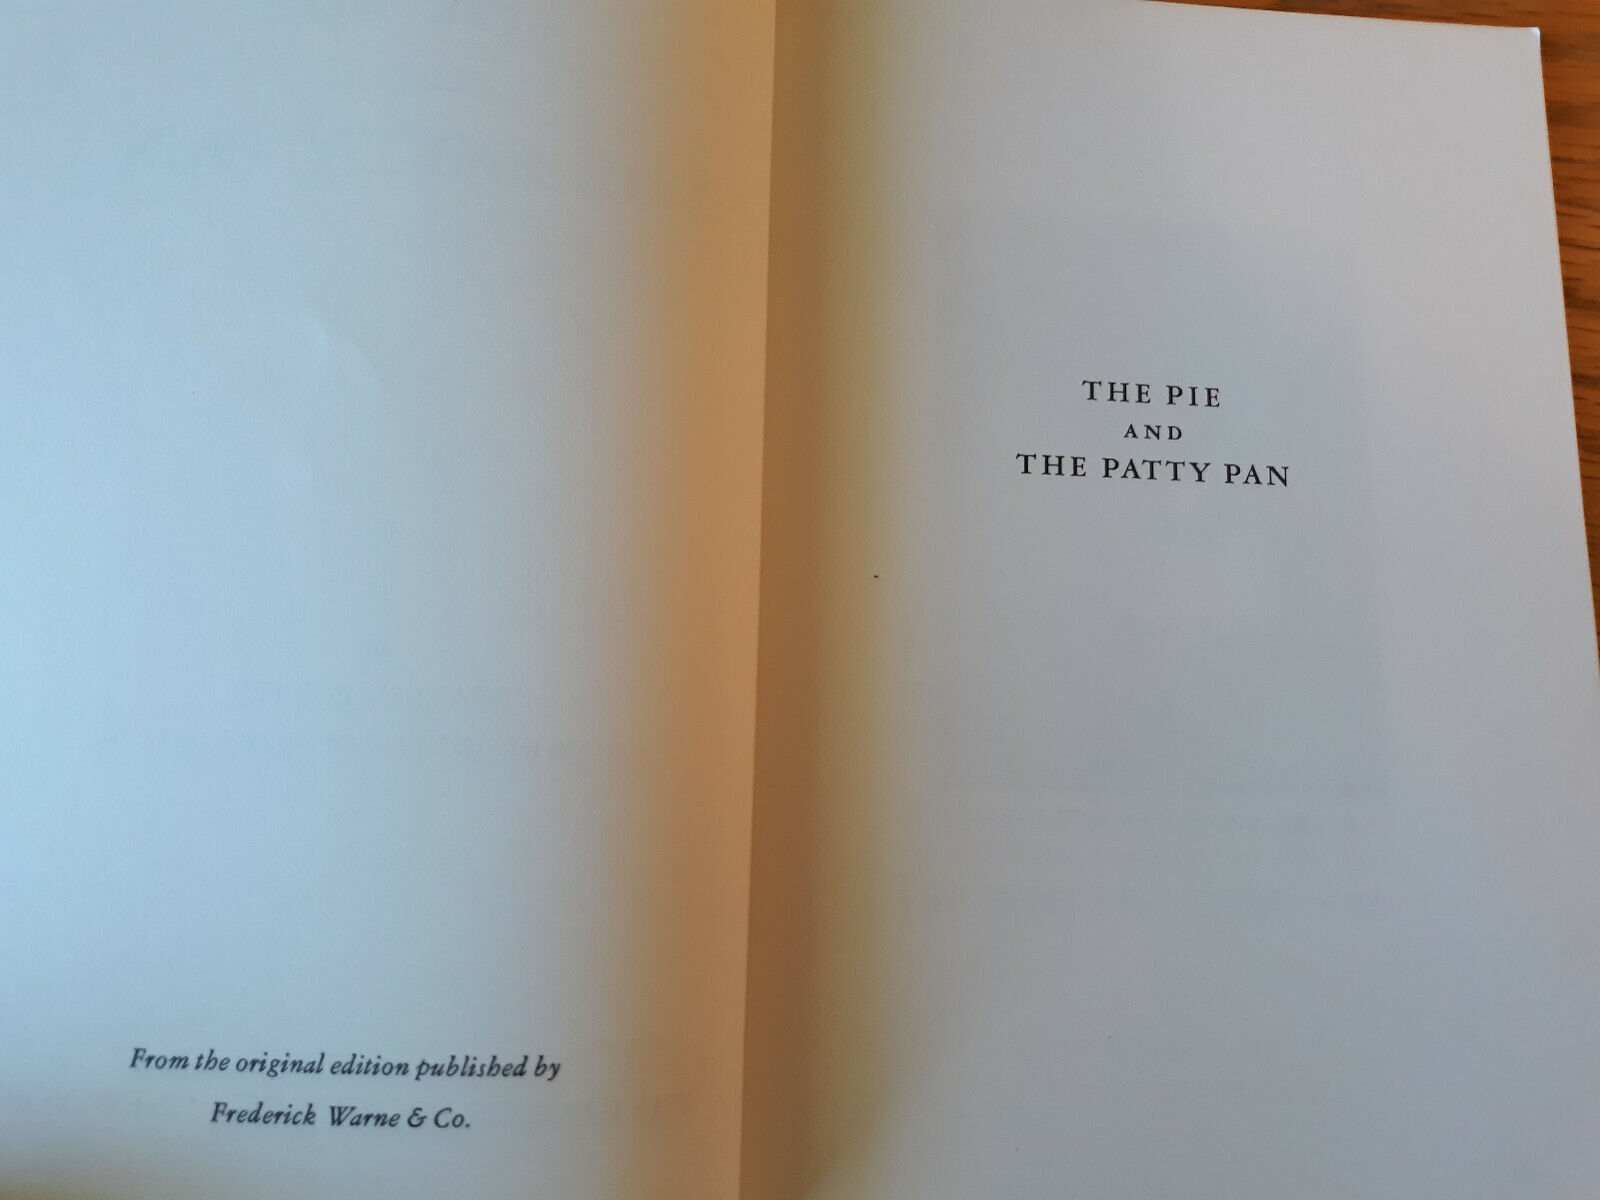 From the original edition published by
Frederick Warne & Co.
THE PIE
AND
THE PATTY PAN